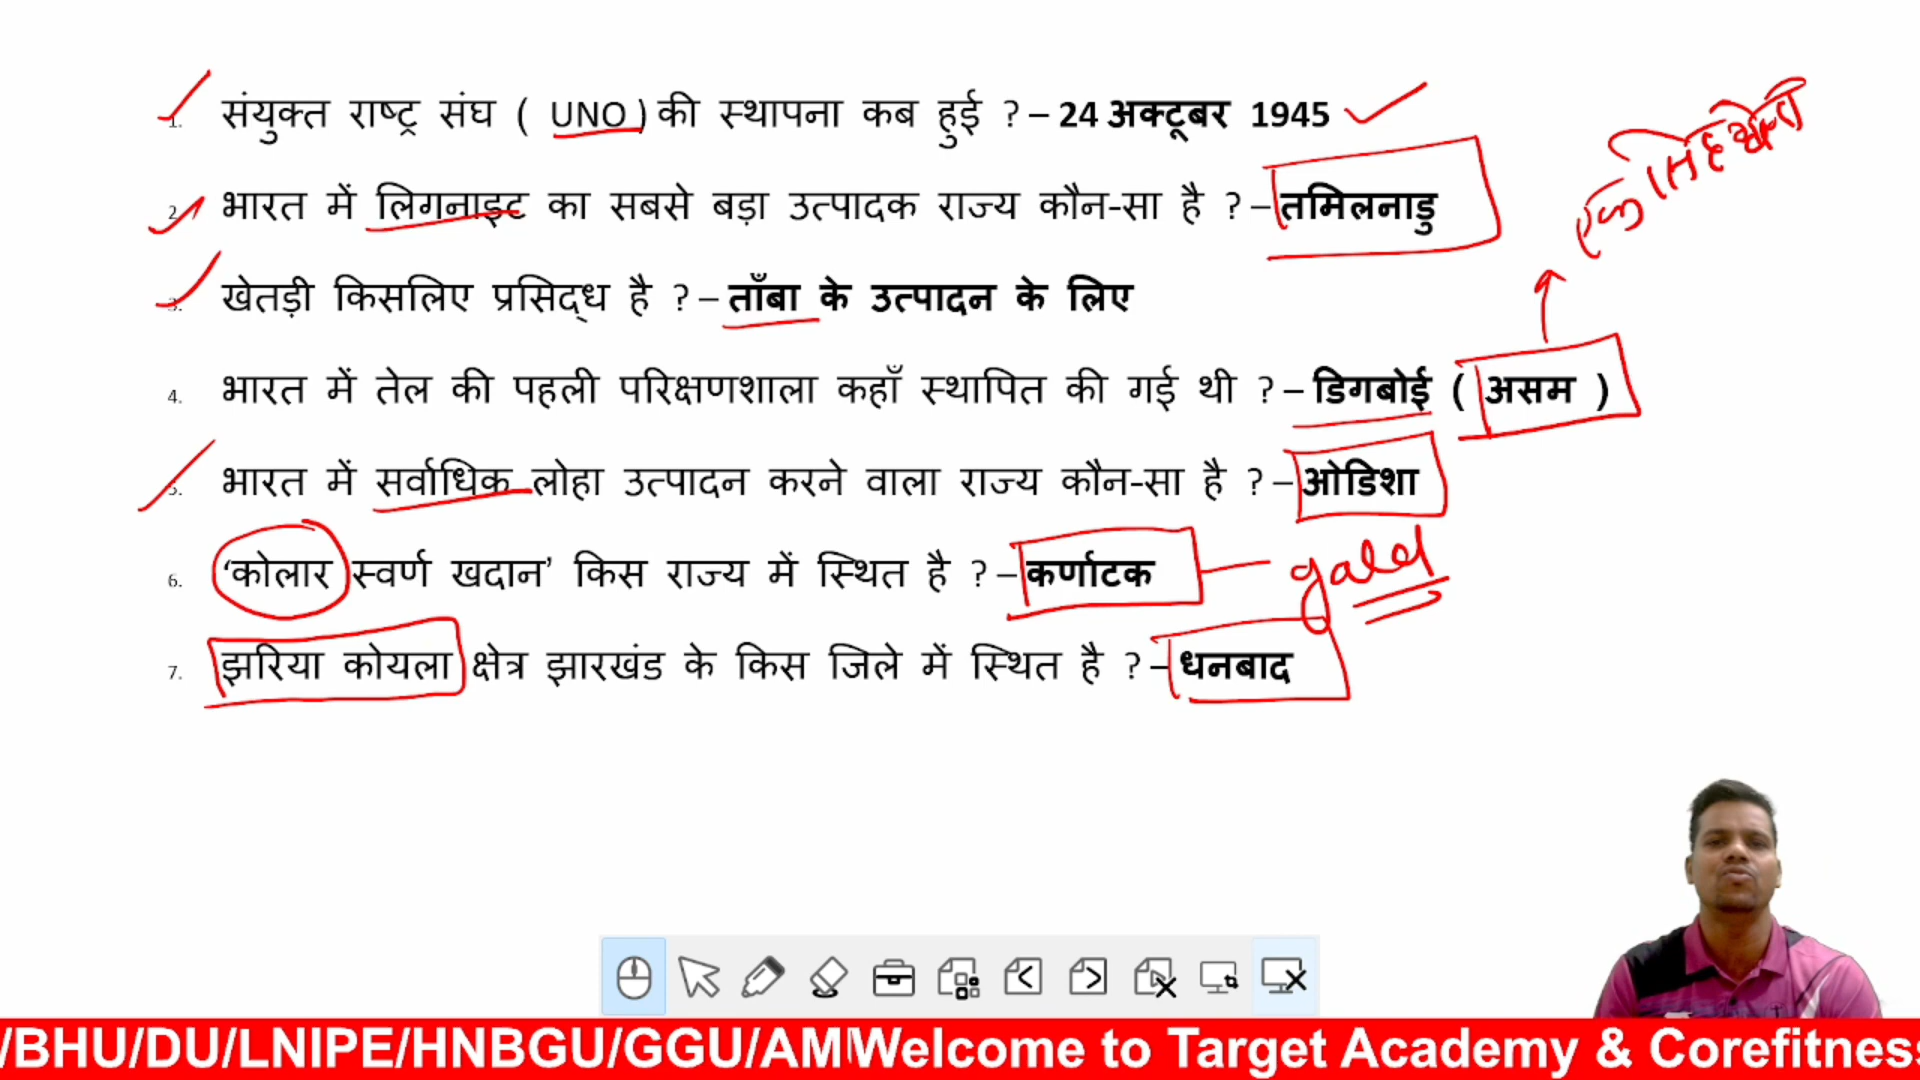 1. संयुक्त राष्ट्र संघ ( UNO ) की स्थापना कब हुई ? – 24 अक्टूबर 1945
2. भारत में लिगनाइट का सबसे बड़ा उत्पादक राज्य कौन-सा है ? – तमिलनाडु
3. खेतड़ी किसलिए प्रसिद्ध है ? – ताँबा के उत्पादन के लिए
4. भारत में तेल की पहली परिक्षणशाला कहाँ स्थापित की गई थी ? – डिगबोई ( असम )
5. भारत में सर्वाधिक लोहा उत्पादन करने वाला राज्य कौन-सा है ? – ओडिशा
6. ‘कोलार स्वर्ण खदान’ किस राज्य में स्थित है ? – कर्णाटक
7. झरिया कोयला क्षेत्र झारखंड के किस जिले में स्थित है ? – धनबाद
/BHU/DU/LNIPE/HNBGU/GGU/AM Welcome to Target Academy & Corefitness